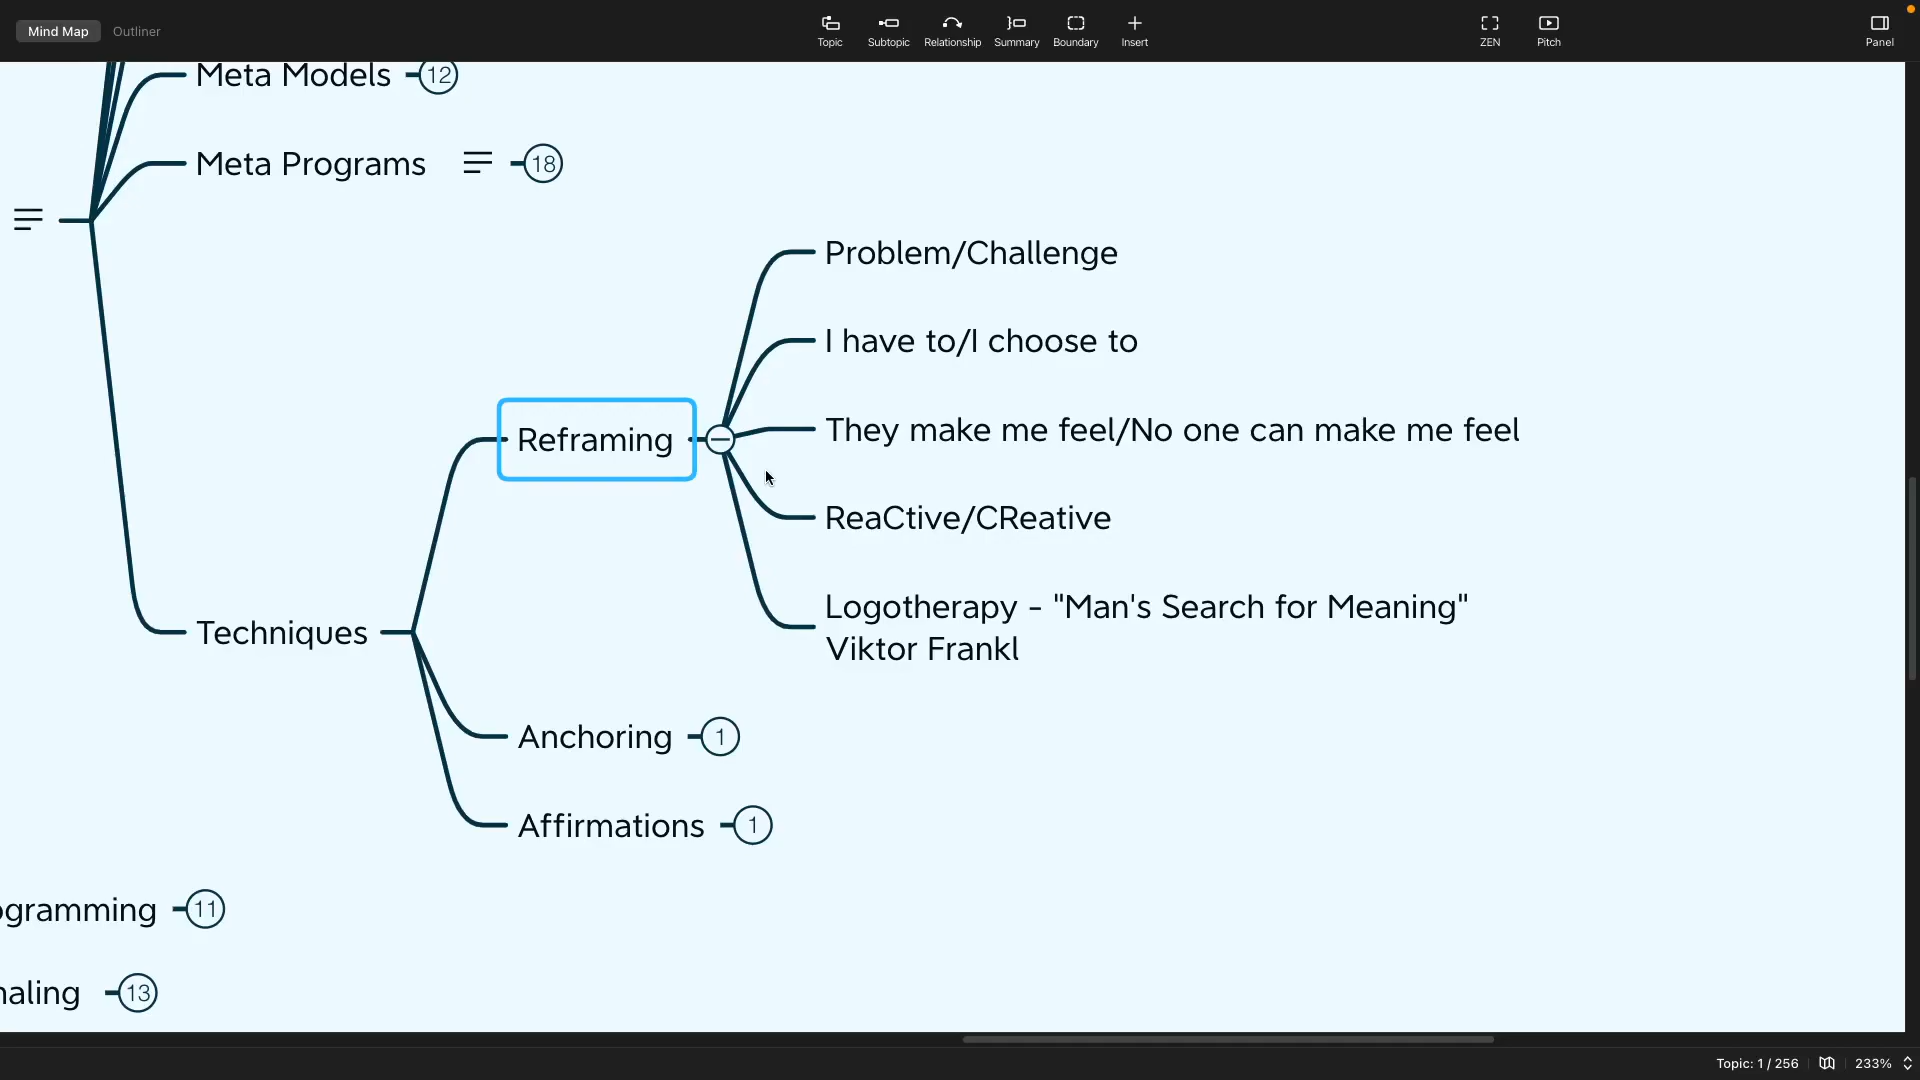 Mind Map
Outliner
Topic
Subtopic
Relationship
Summary
Boundary
Insert
ZEN
Pitch
Panel
Meta Models
12
Meta Programs
18
Problem/Challenge
I have to/I choose to
Reframing
They make me feel/No one can make me feel
ReaCtive/CReative
Logotherapy - "Man's Search for Meaning"
Viktor Frankl
Techniques
Anchoring
1
Affirmations
1
ogramming
11
naling
13
Topic: 1 / 256
233%